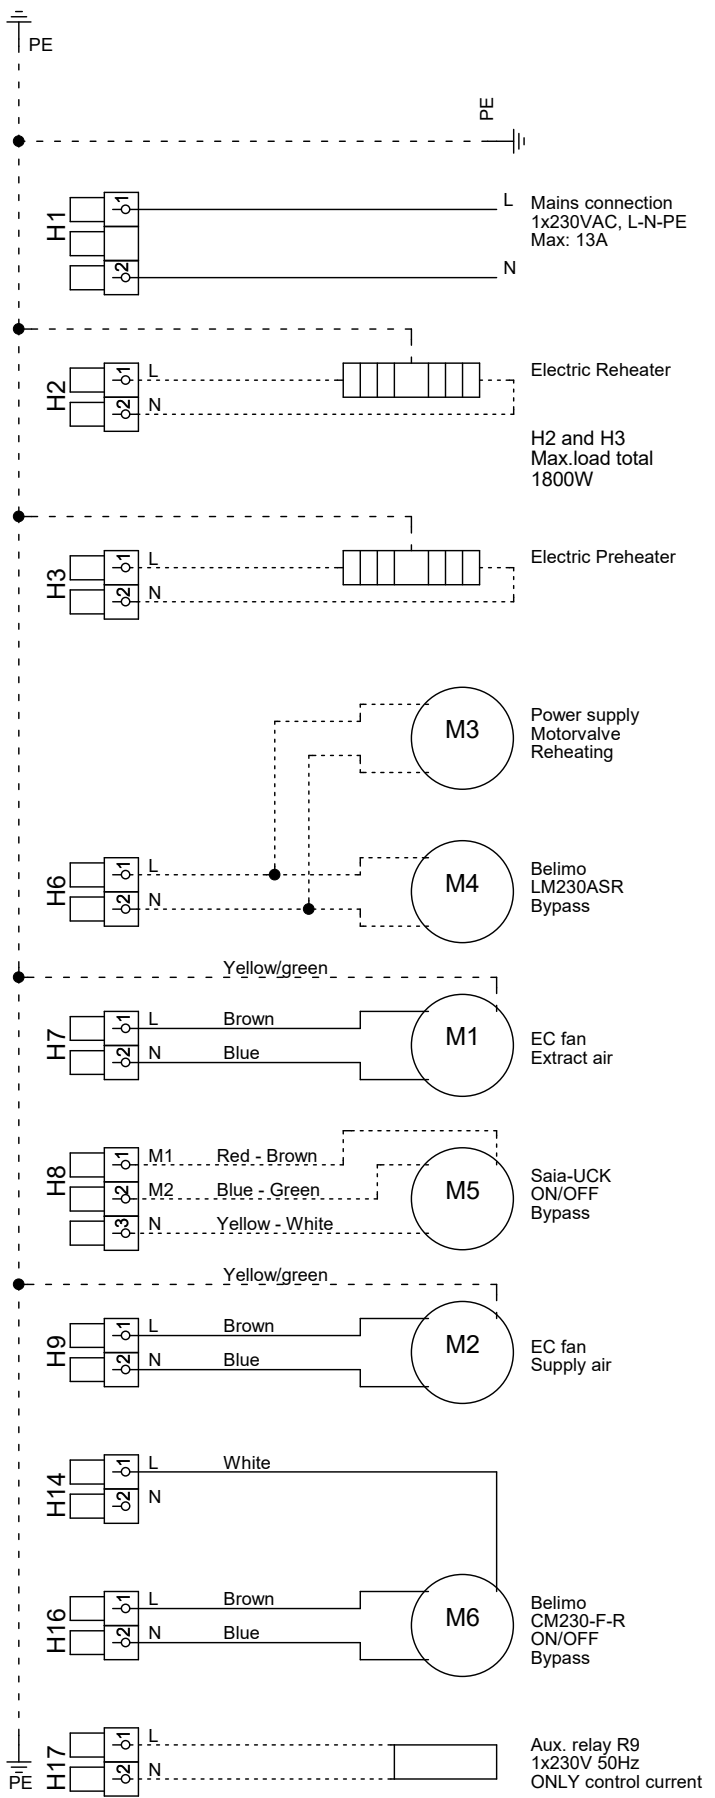 PE
PE
H1
1
2
L
N
Mains connection
1x230VAC, L-N-PE
Max: 13A
H2
1
2
L
N
Electric Reheater
H2 and H3
Max.load total
1800W
H3
1
2
L
N
Electric Preheater
M3
Power supply
Motorvalve
Reheating
H6
1
2
L
N
M4
Belimo
LM230ASR
Bypass
Yellow/green
H7
1
2
L
Brown
N
Blue
M1
EC fan
Extract air
H8
1
2
3
M1
Red - Brown
M2
Blue - Green
N
Yellow - White
M5
Saia-UCK
ON/OFF
Bypass
Yellow/green
H9
1
2
L
Brown
N
Blue
M2
EC fan
Supply air
H14
1
2
L
White
N
H16
1
2
L
Brown
N
Blue
M6
Belimo
CM230-F-R
ON/OFF
Bypass
PE
H17
1
2
L
N
Aux. relay R9
1x230V 50Hz
ONLY control current